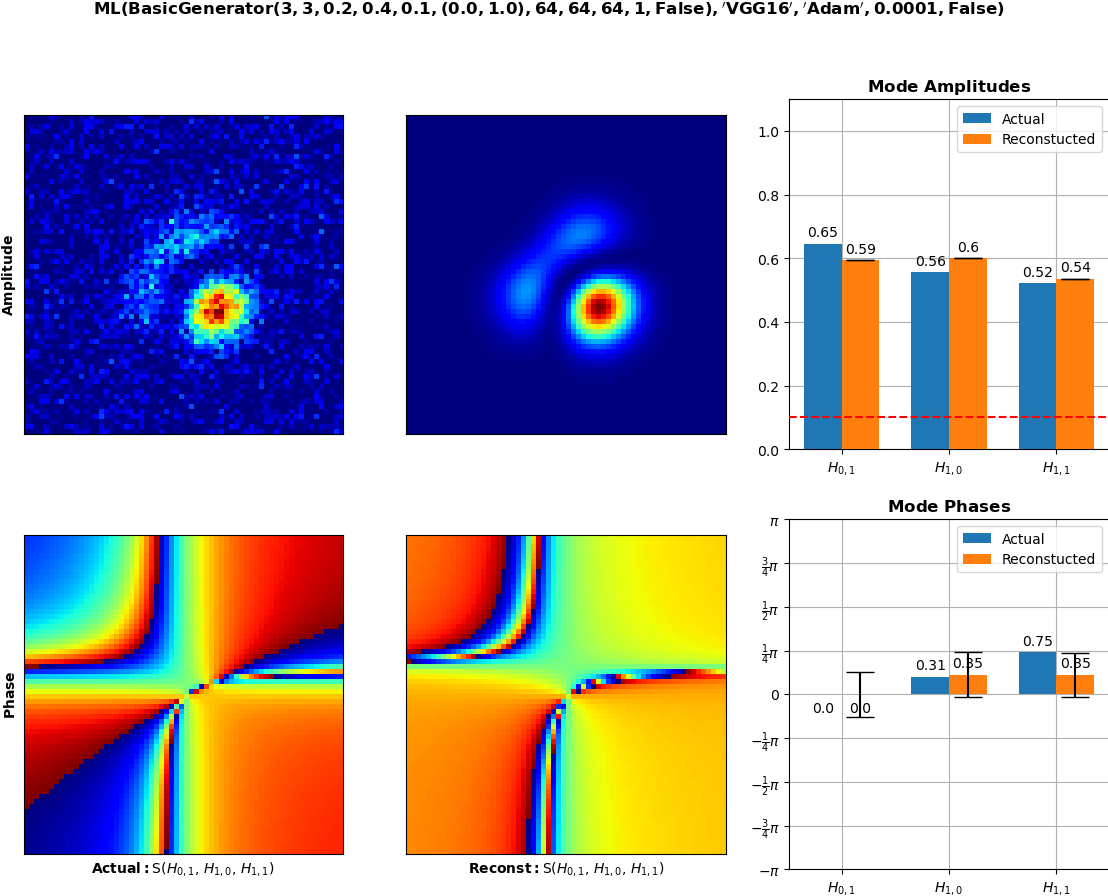 ML(BasicGenerator(3, 3, 0.2, 0.4, 0.1, (0.0, 1.0), 64, 64, 64, 1, False), ′VGG16′, ′Adam′, 0.0001, False)
Amplitude
Mode Amplitudes
Actual
Reconstucted
1.0
0.8
0.6
0.4
0.2
0.0
0.65
0.59
0.56
0.6
0.52
0.54
H0, 1
H1, 0
H1, 1
Phase
Actual: S(H0, 1, H1, 0, H1, 1)
Reconst: S(H0, 1, H1, 0, H1, 1)
Mode Phases
Actual
Reconstucted
π
3/4π
1/2π
1/4π
0
−1/4π
−1/2π
−3/4π
−π
0.0
0.0
0.31
0.35
0.75
0.35
H0, 1
H1, 0
H1, 1